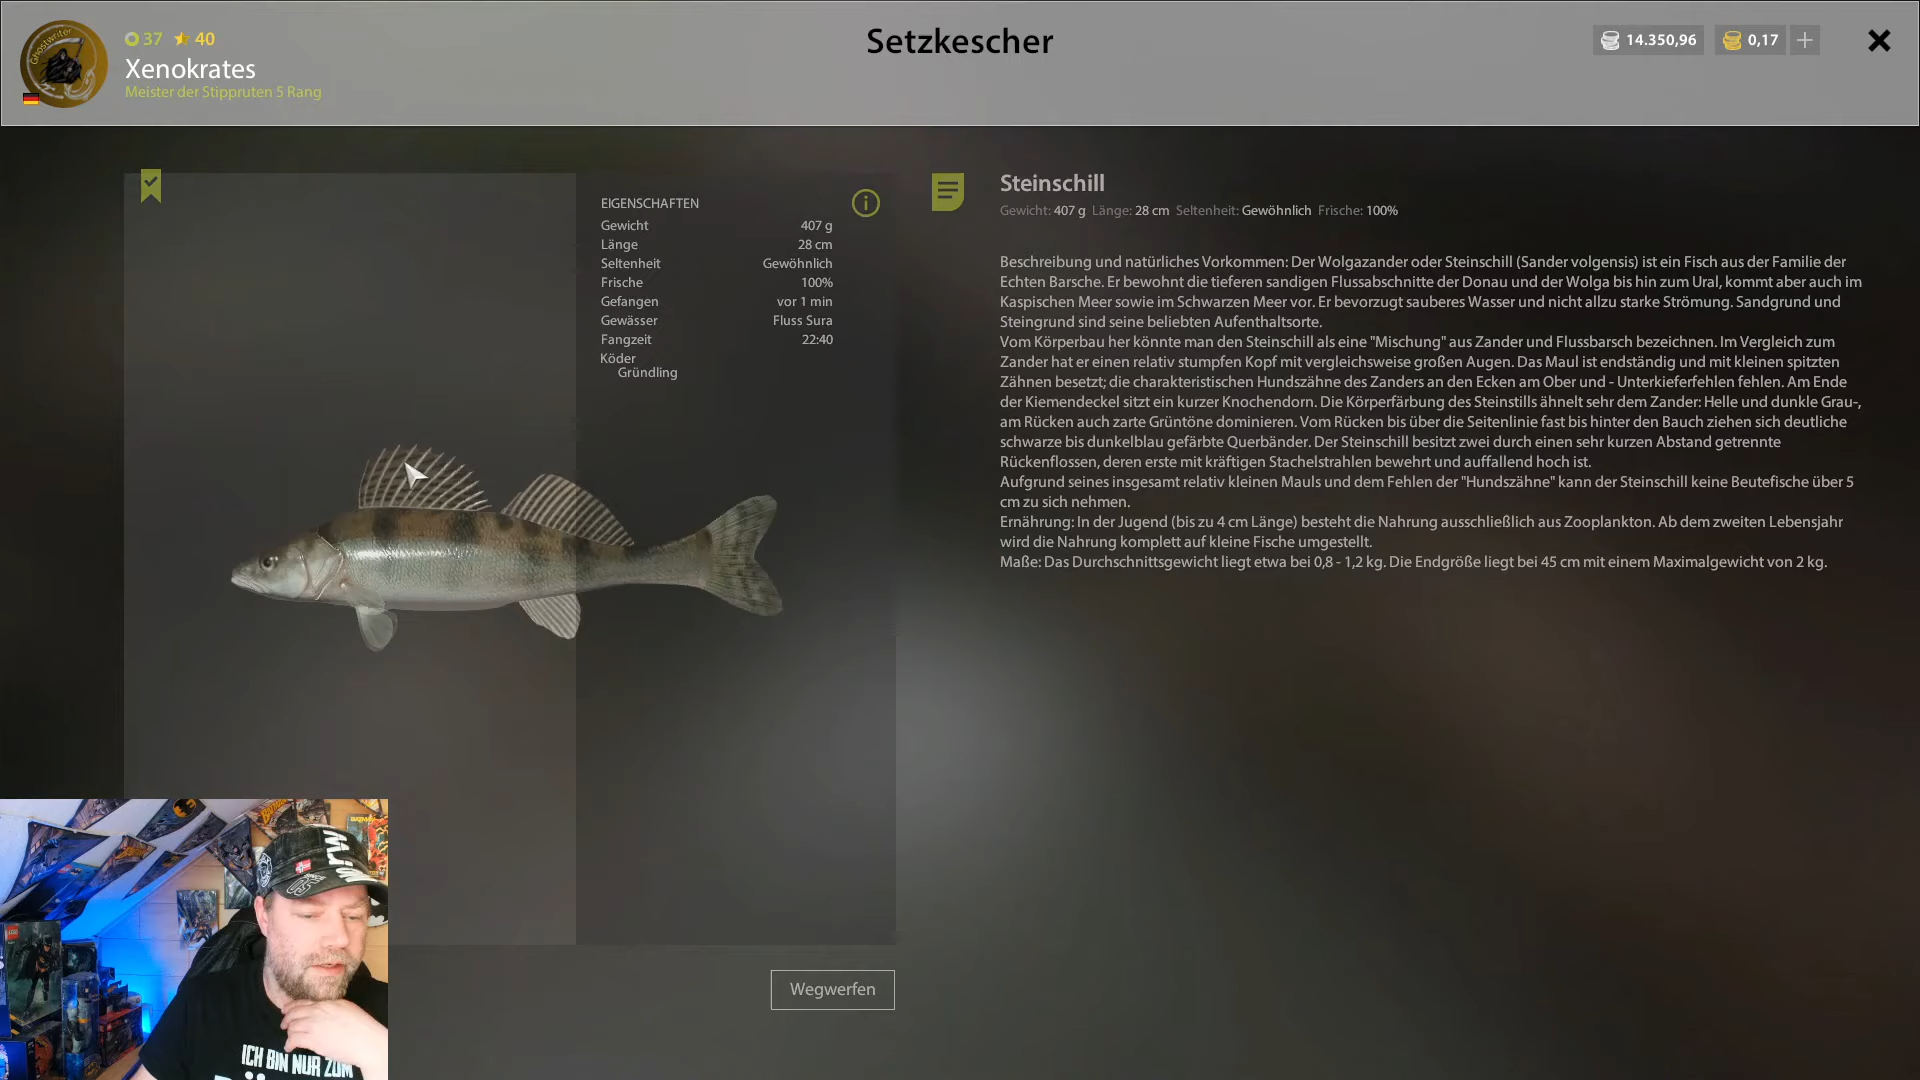 Ghostwriter
37 40
Xenokrates
Meister der Stippruten 5 Rang
Setzkescher
14.350,96 0,17
EIGENSCHAFTEN
Gewicht 407 g
Länge 28 cm
Seltenheit Gewöhnlich
Frische 100%
Gefangen vor 1 min
Gewässer Fluss Sura
Fangzeit 22:40
Köder
Gründling
Wegwerfen
Steinschill
Gewicht: 407 g Länge: 28 cm Seltenheit: Gewöhnlich Frische: 100%
Beschreibung und natürliches Vorkommen: Der Wolgazander oder Steinschill (Sander volgensis) ist ein Fisch aus der Familie der
Echten Barsche. Er bewohnt die tieferen sandigen Flussabschnitte der Donau und der Wolga bis hin zum Ural, kommt aber auch im
Kaspischen Meer sowie im Schwarzen Meer vor. Er bevorzugt sauberes Wasser und nicht allzu starke Strömung. Sandgrund und
Steingrund sind seine beliebten Aufenthaltsorte.
Vom Körperbau her könnte man den Steinschill als eine "Mischung" aus Zander und Flussbarsch bezeichnen. Im Vergleich zum
Zander hat er einen relativ stumpfen Kopf mit vergleichsweise großen Augen. Das Maul ist endständig und mit kleinen spitzten
Zähnen besetzt; die charakteristischen Hundszähne des Zanders an den Ecken am Ober und - Unterkieferfehlen fehlen. Am Ende
der Kiemendeckel sitzt ein kurzer Knochendorn. Die Körperfärbung des Steinstills ähnelt sehr dem Zander: Helle und dunkle Grau-,
am Rücken auch zarte Grüntöne dominieren. Vom Rücken bis über die Seitenlinie fast bis hinter den Bauch ziehen sich deutliche
schwarze bis dunkelblau gefärbte Querbänder. Der Steinschill besitzt zwei durch einen sehr kurzen Abstand getrennte
Rückenflossen, deren erste mit kräftigen Stachelstrahlen bewehrt und auffallend hoch ist.
Aufgrund seines insgesamt relativ kleinen Mauls und dem Fehlen der "Hundszähne" kann der Steinschill keine Beutefische über 5
cm zu sich nehmen.
Ernährung: In der Jugend (bis zu 4 cm Länge) besteht die Nahrung ausschließlich aus Zooplankton. Ab dem zweiten Lebensjahr
wird die Nahrung komplett auf kleine Fische umgestellt.
Maße: Das Durchschnittsgewicht liegt etwa bei 0,8 - 1,2 kg. Die Endgröße liegt bei 45 cm mit einem Maximalgewicht von 2 kg.
LEGO
ICH BIN NUR ZUM